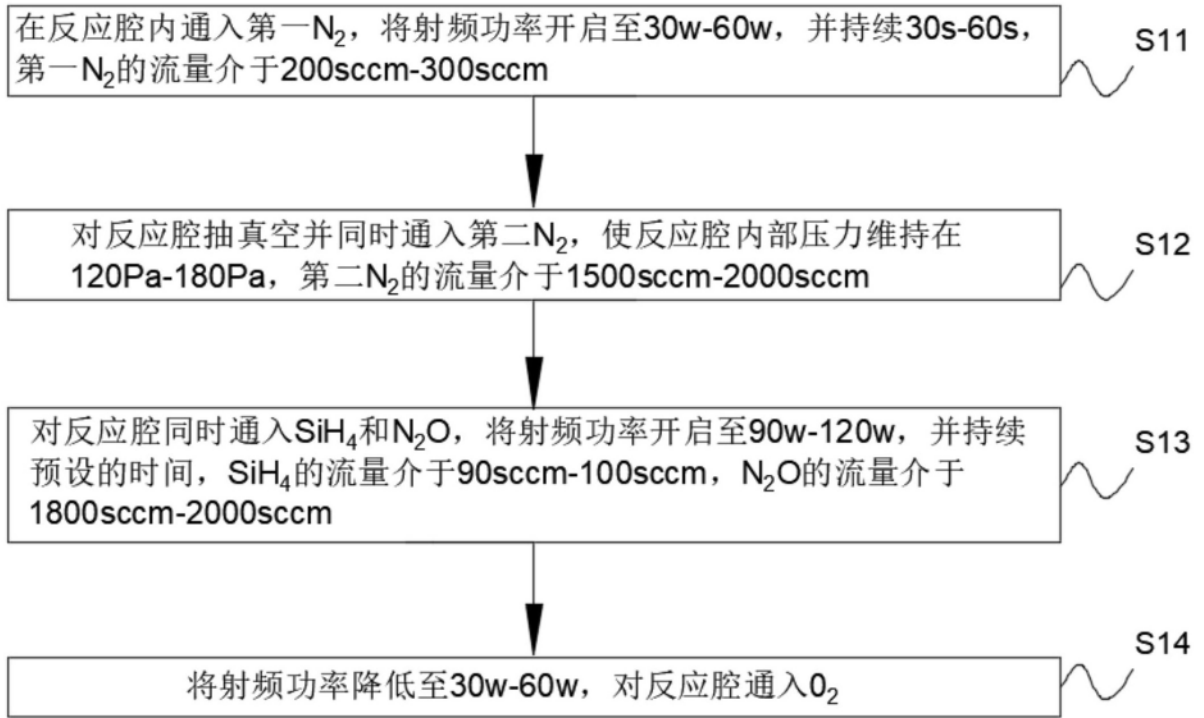 在反应腔内通入第一N₂，将射频功率开启至30w-60w，并持续30s-60s，
第一N₂的流量介于200sccm-300sccm
S11
对反应腔抽真空并同时通入第二N₂，使反应腔内部压力维持在
120Pa-180Pa，第二N₂的流量介于1500sccm-2000sccm
S12
对反应腔同时通入SiH₄和N₂O，将射频功率开启至90w-120w，并持续
预设的时间，SiH₄的流量介于90sccm-100sccm，N₂O的流量介于
1800sccm-2000sccm
S13
将射频功率降低至30w-60w，对反应腔通入0₂
S14